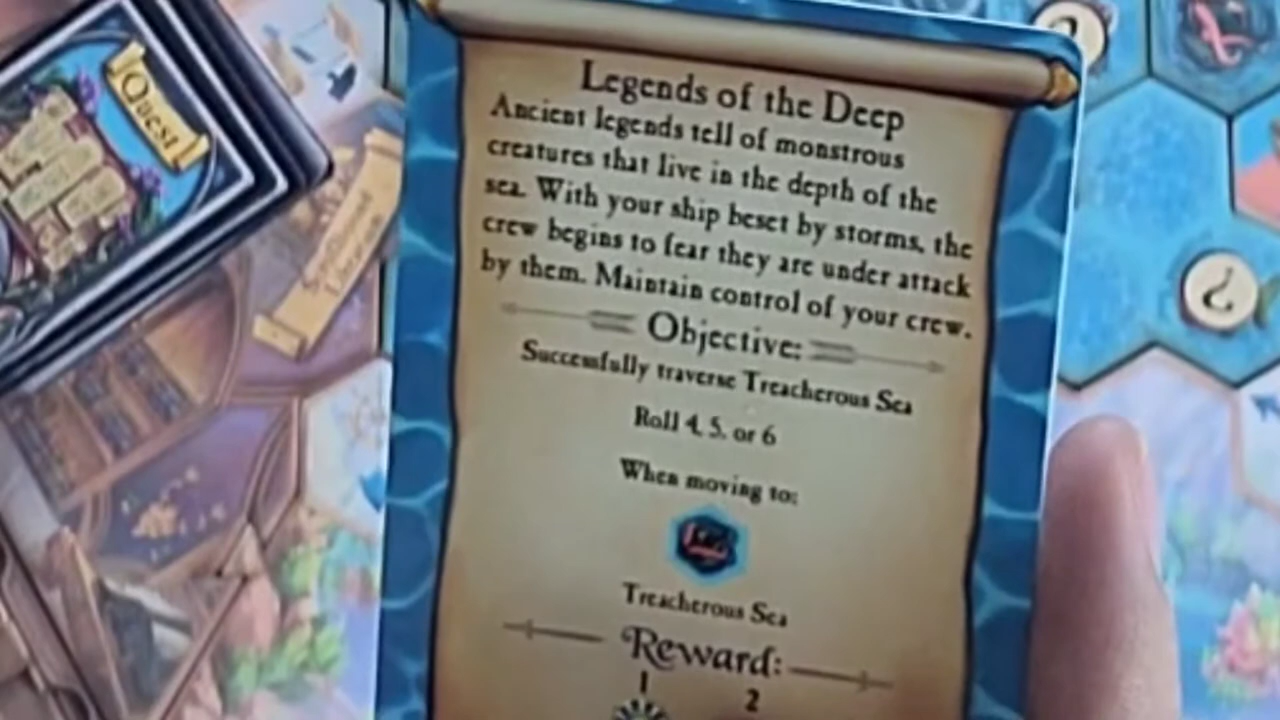 Quest
Legends of the Deep
Ancient legends tell of monstrous
creatures that live in the depth of the
sea. With your ship beset by storms, the
crew begins to fear they are under attack
by them. Maintain control of your crew.
Objective:
Successfully traverse Treacherous Sea
Roll 4, 5, or 6
When moving to:
Treacherous Sea
Reward:
1 2